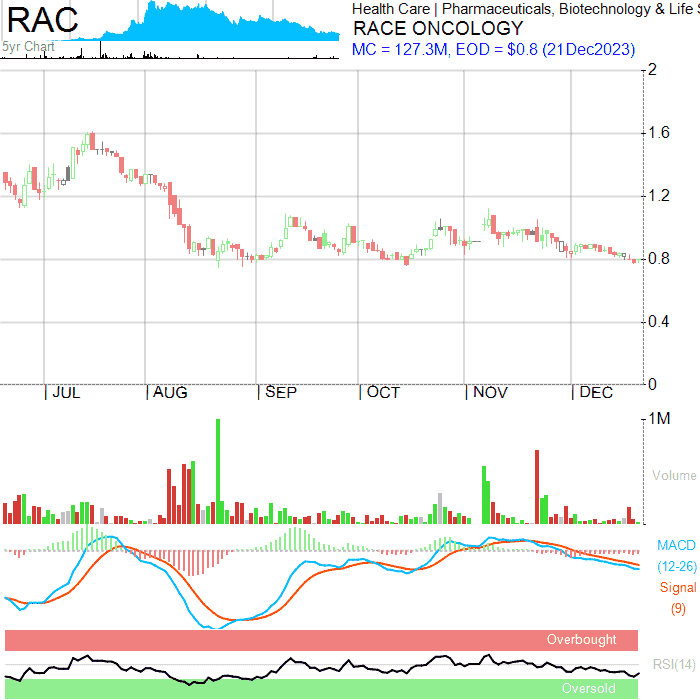 RAC
5yr Chart
Health Care | Pharmaceuticals, Biotechnology & Life S
RACE ONCOLOGY
MC = 127.3M, EOD = $0.8 (21Dec2023)
2
1.6
1.2
0.8
0.4
0
JUL AUG SEP OCT NOV DEC
1M
Volume
MACD
(12-26)
Signal
(9)
Overbought
RSI(14)
Oversold